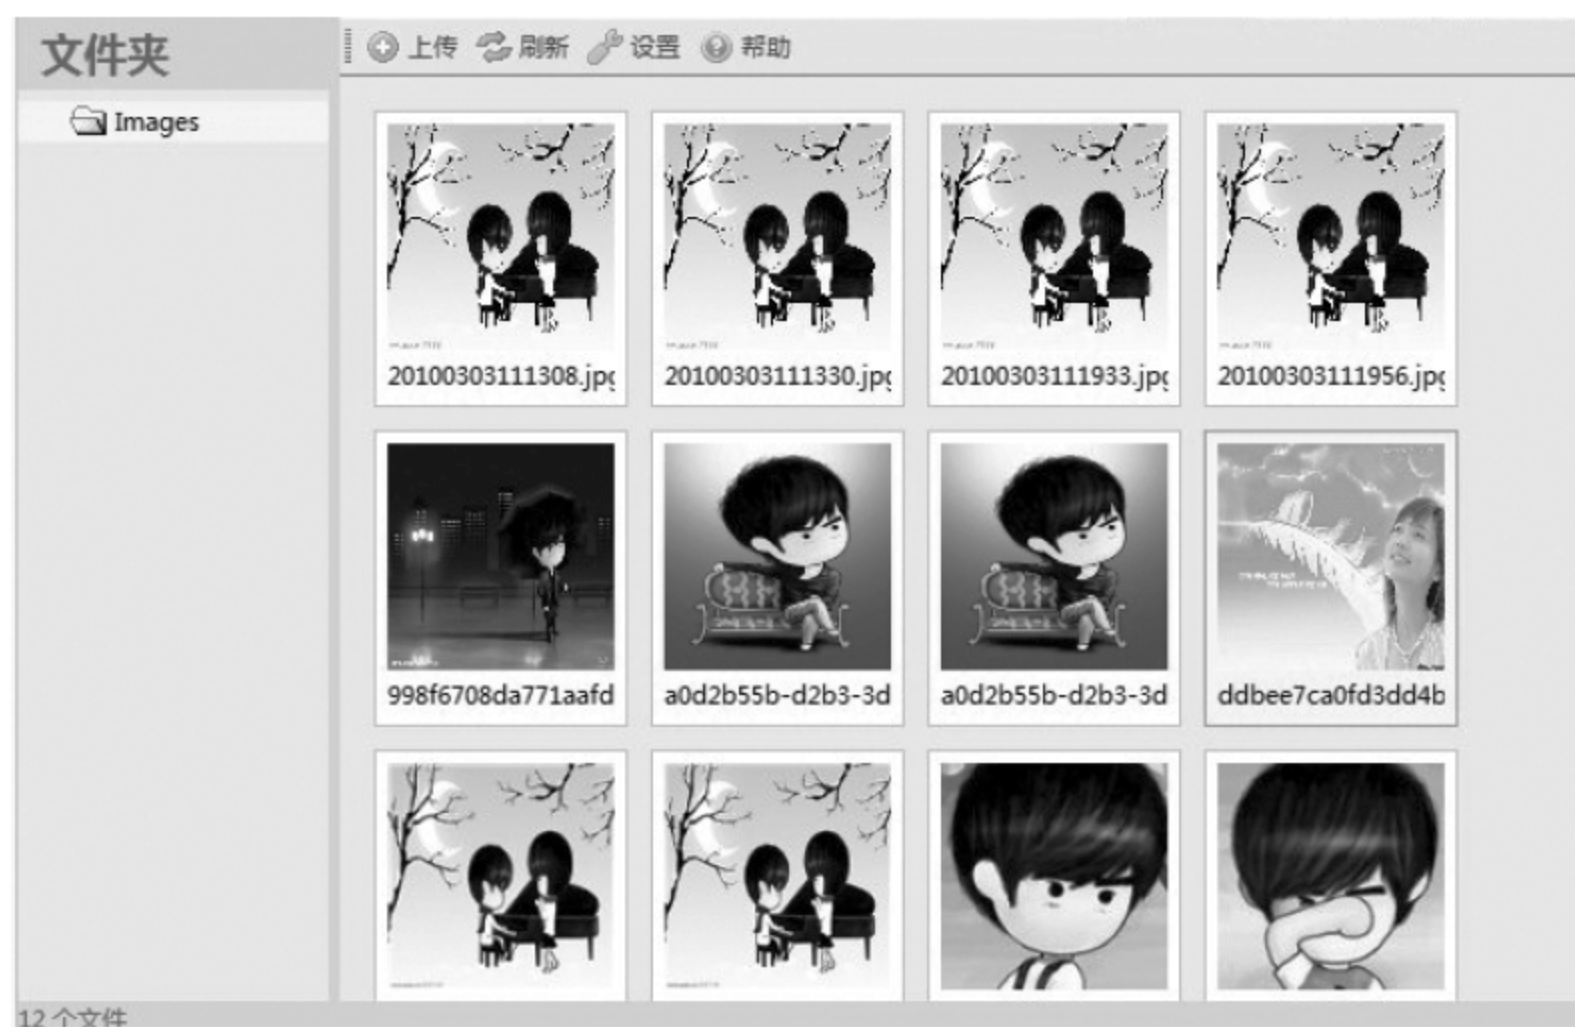 文件夹
上传 刷新 设置 帮助
Images
20100303111308.jpg
20100303111330.jpg
20100303111933.jpg
20100303111956.jpg
998f6708da771aafd
a0d2b55b-d2b3-3d
a0d2b55b-d2b3-3d
ddbee7ca0fd3dd4b
12 个文件